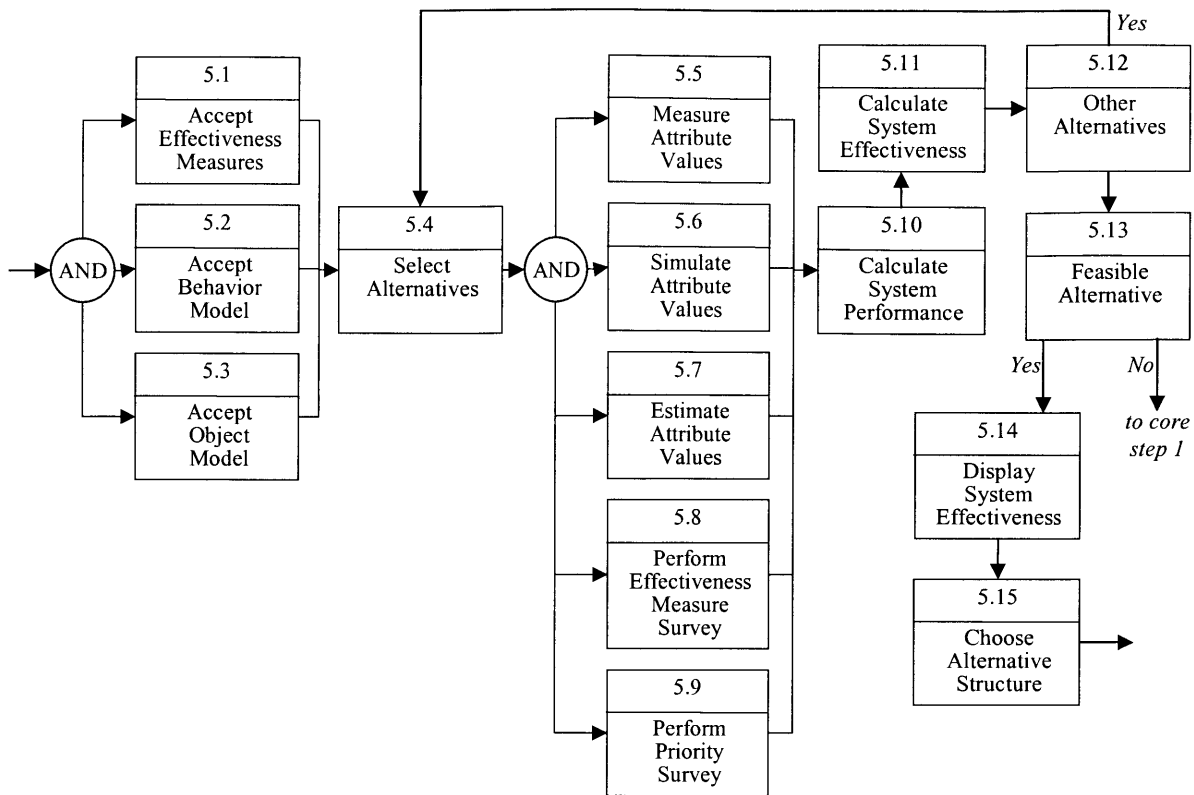 Yes
5.1
Accept
Effectiveness
Measures
5.2
Accept
Behavior
Model
5.3
Accept
Object
Model
AND
5.4
Select
Alternatives
AND
5.5
Measure
Attribute
Values
5.6
Simulate
Attribute
Values
5.7
Estimate
Attribute
Values
5.8
Perform
Effectiveness
Measure
Survey
5.9
Perform
Priority
Survey
5.10
Calculate
System
Performance
5.11
Calculate
System
Effectiveness
5.12
Other
Alternatives
5.13
Feasible
Alternative
Yes
No
to core
step 1
5.14
Display
System
Effectiveness
5.15
Choose
Alternative
Structure